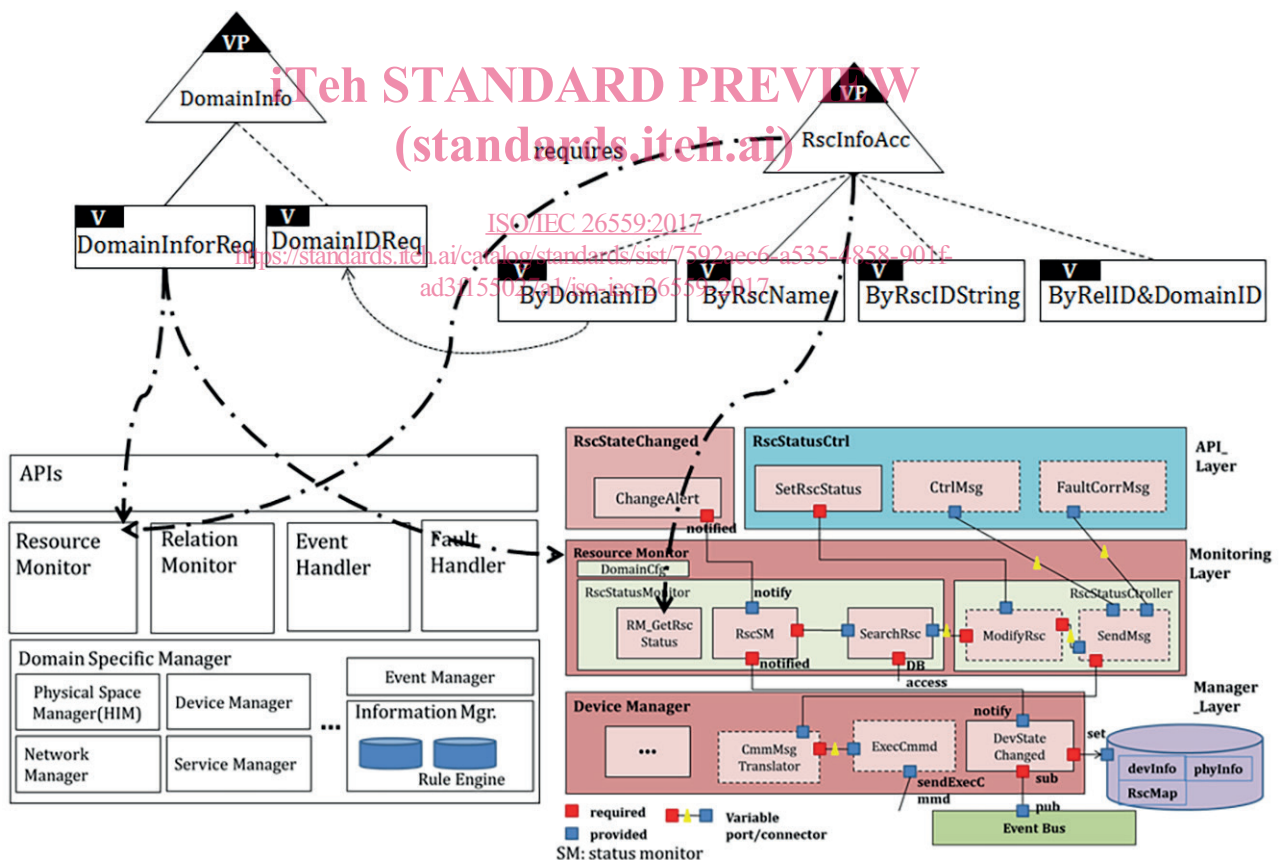 VP
DomainInfo
VP
RscInfoAcc
iTeh STANDARD PREVIEW
(standards.iteh.ai)
requires
ISO/IEC 26559:2017
https://standards.iteh.ai/catalog/standards/sist/7592aec6-a535-4858-901f-
ad3f155027a1/iso-iec-26559-2017
V
DomainInforReq
V
DomainIDReq
V
ByDomainID
V
ByRscName
V
ByRscIDString
V
ByRelID&DomainID
APIs
Resource
Monitor
Relation
Monitor
Event
Handler
Fault
Handler
Domain Specific Manager
Physical Space
Manager(HIM)
Device Manager
Network
Manager
Service Manager
...
Event Manager
Information Mgr.
Rule Engine
RscStateChanged
ChangeAlert
notified
RscStatusCtrl
SetRscStatus
CtrlMsg
FaultCorrMsg
API_
Layer
Resource Monitor
DomainCfg
RscStatusMonitor
RM_GetRsc
Status
notify
RscSM
notified
SearchRsc
DB
access
RscStatusCtroller
ModifyRsc
SendMsg
Monitoring
Layer
Device Manager
...
CmmMsg
Translator
ExecCmmd
sendExecC
mmd
notify
DevState
Changed
sub
set
Manager
_Layer
devInfo
phyInfo
RscMap
pub
Event Bus
required
provided
Variable
port/connector
SM: status monitor